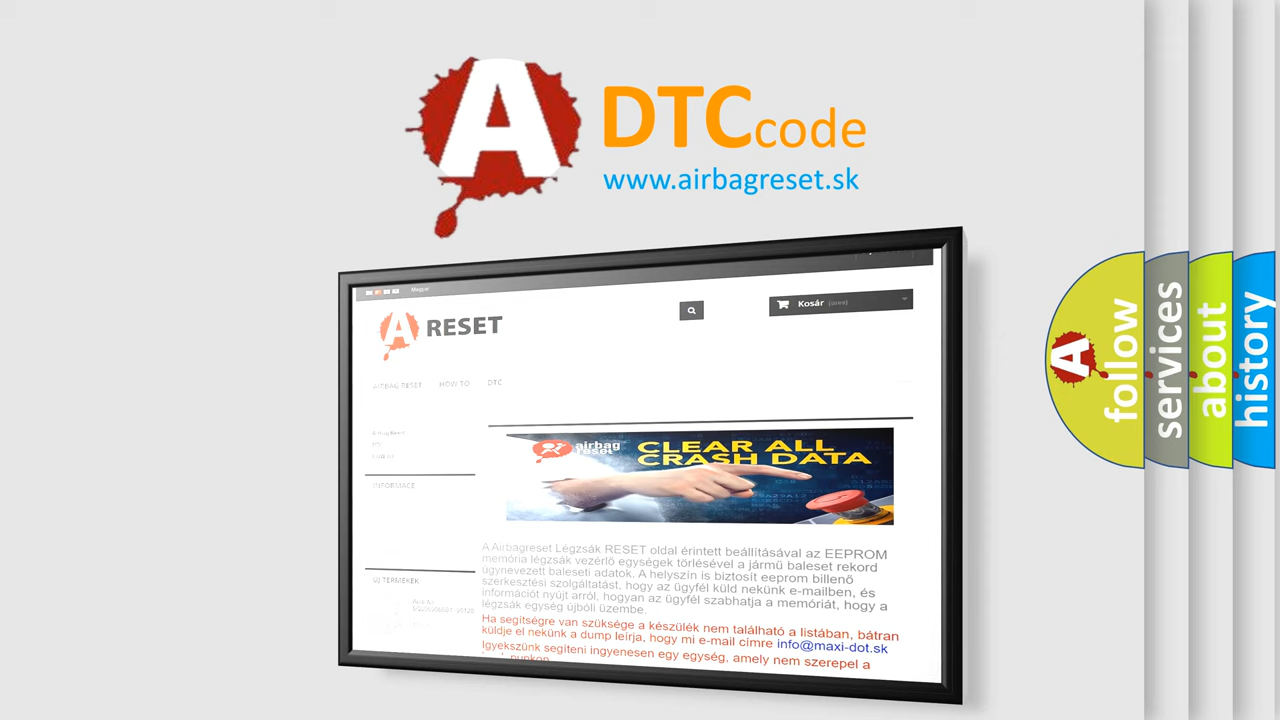 A DTCcode
www.airbagreset.sk
Magyar
Kosár (üres)
A RESET
AIRBAG RESET HOW TO DTC
INFORMACE
airbag
reset
CLEAR ALL
CRASH DATA
A Airbagreset Légzsák RESET oldal érintett beállításával az EEPROM
memória légzsák vezérlő egységek törlésével a jármű baleset rekord
úgynevezett baleseti adatok. A helyszín is biztosít eeprom billenő
szerkesztési szolgáltatást, hogy az ügyfél küld nekünk e-mailben, és
információt nyújt arról, hogyan az ügyfél szabhatja a memóriát, hogy a
légzsák egység újbóli üzembe.
Ha segítségre van szüksége a készülék nem található a listában, bátran
küldje el nekünk a dump leírja, hogy mi e-mail címre info@maxi-dot.sk
Igyekszünk segíteni ingyenesen egy egység, amely nem szerepel a
ÚJ TERMÉKEK
A follow
services
about
history